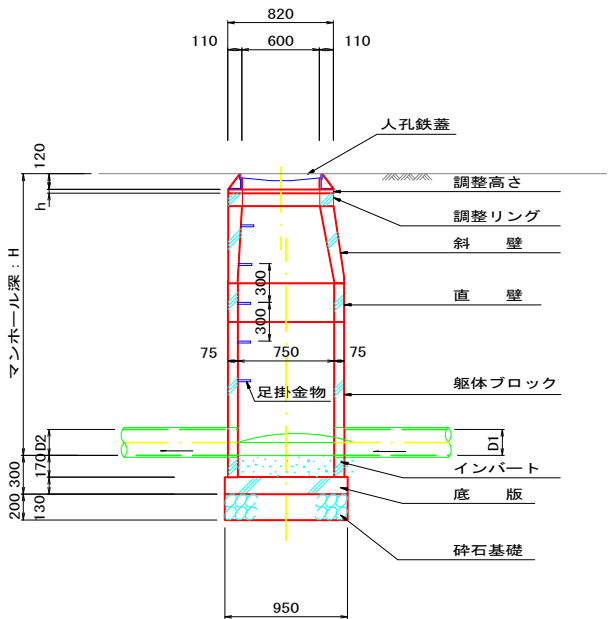 820
110 600 110
人孔鉄蓋
120
調整高さ
h
調整リング
斜　壁
300
マンホール深：H
直　壁
300
75 750 75
躯体ブロック
足掛金物
D2
D1
170
インバート
300
底　版
130
200
砕石基礎
950